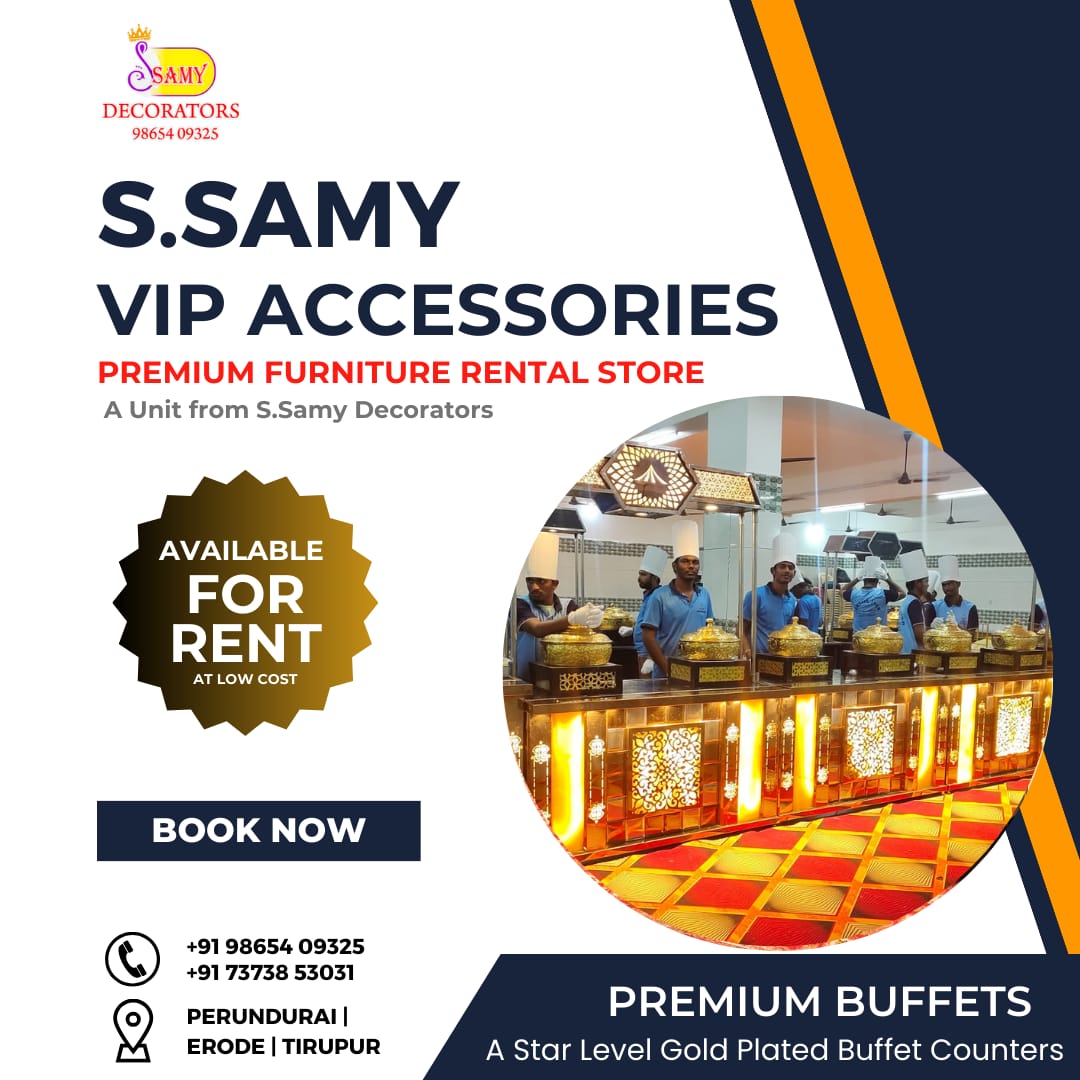 SSAMY
DECORATORS
98654 09325
S.SAMY
VIP ACCESSORIES
PREMIUM FURNITURE RENTAL STORE
A Unit from S.Samy Decorators
AVAILABLE
FOR
RENT
AT LOW COST
BOOK NOW
+91 98654 09325
+91 73738 53031
PERUNDURAI |
ERODE | TIRUPUR
PREMIUM BUFFETS
A Star Level Gold Plated Buffet Counters